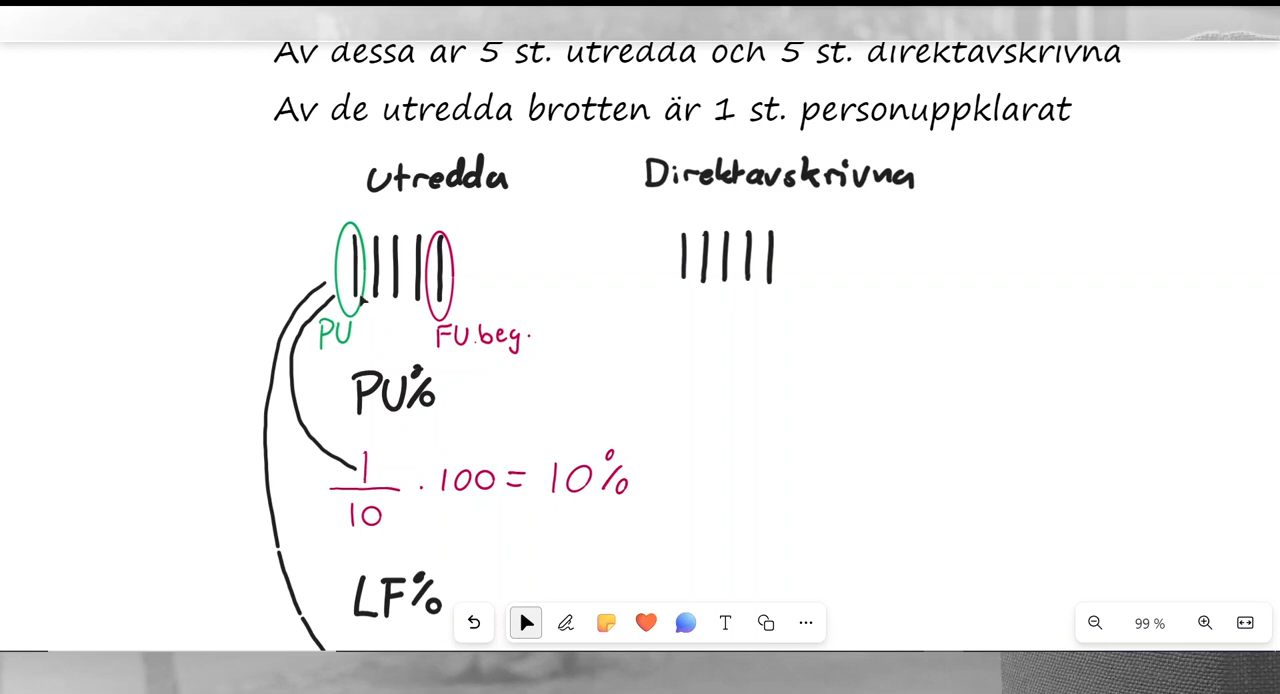 Av dessa är 5 st. utredda och 5 st. direktavskrivna
Av de utredda brotten är 1 st. personuppklarat
Utredda
Direktavskrivna
PU
FU.beg.
PU%
1
10
. 100 = 10%
LF%
T
99 %